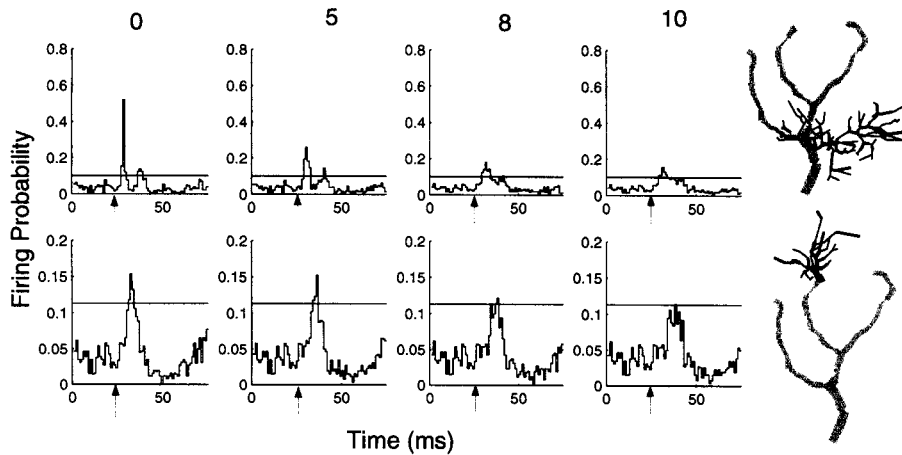 0 5 8 10
Firing Probability
0.8 0.8 0.8 0.8
0.6 0.6 0.6 0.6
0.4 0.4 0.4 0.4
0.2 0.2 0.2 0.2
0 0 0 0
0 50 0 50 0 50 0 50
0.2 0.2 0.2 0.2
0.15 0.15 0.15 0.15
0.1 0.1 0.1 0.1
0.05 0.05 0.05 0.05
0 0 0 0
0 50 0 50 0 50 0 50
Time (ms)